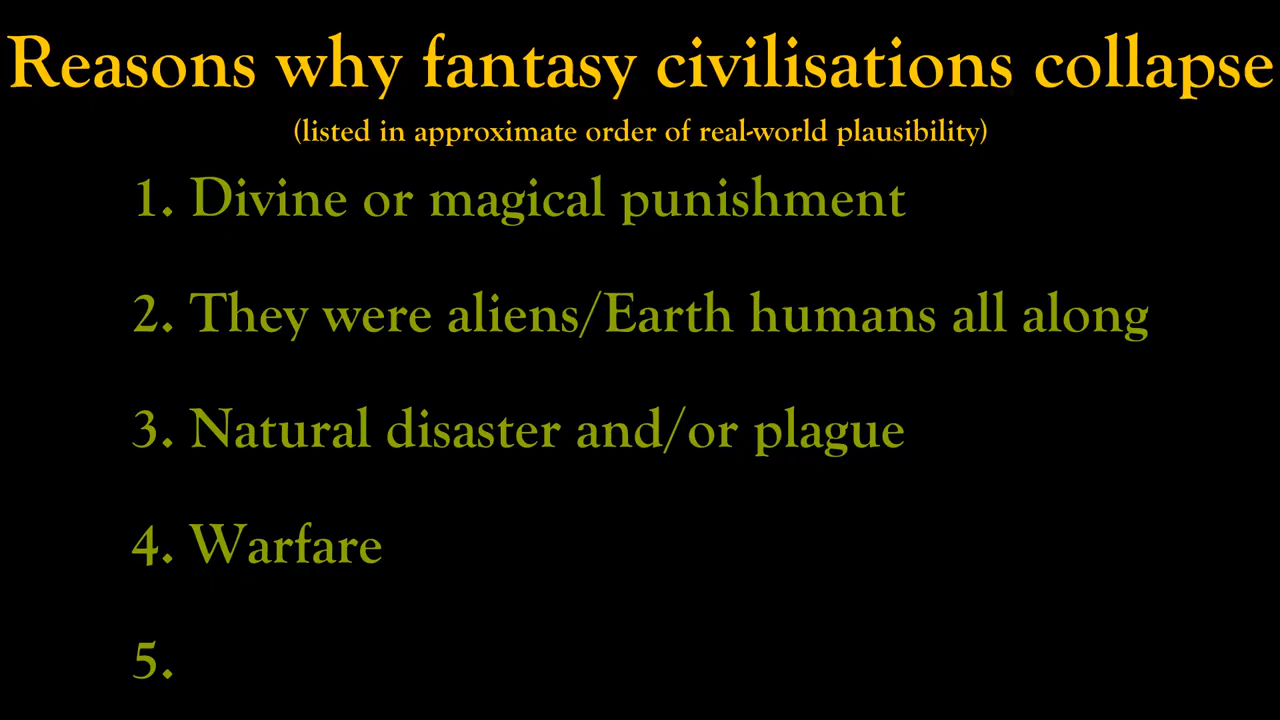 Reasons why fantasy civilisations collapse
(listed in approximate order of real-world plausibility)
1. Divine or magical punishment
2. They were aliens/Earth humans all along
3. Natural disaster and/or plague
4. Warfare
5.